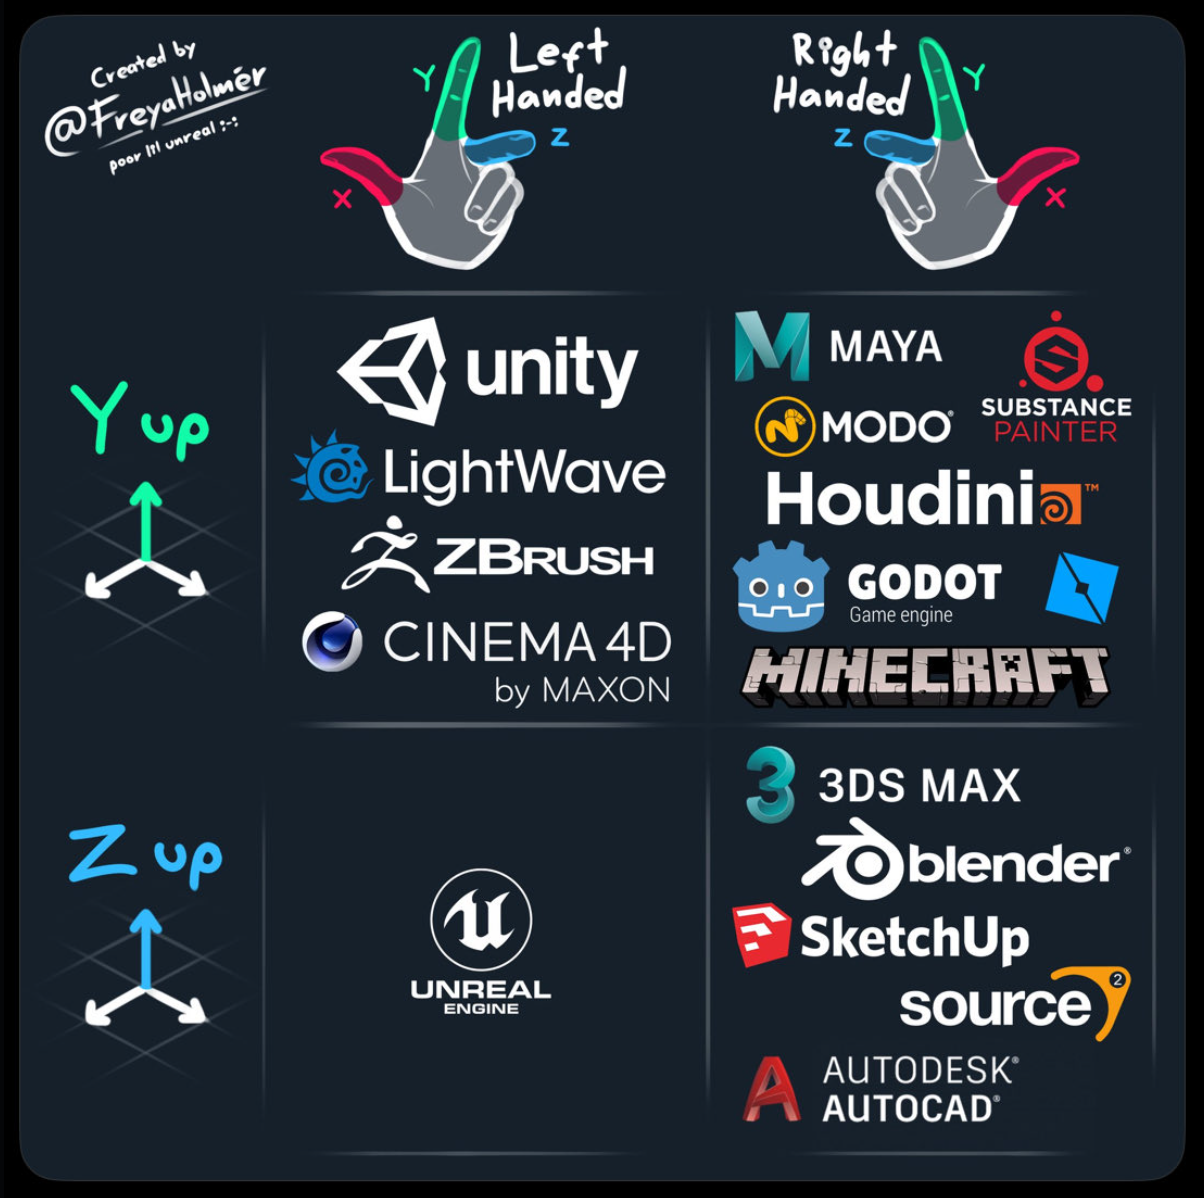 Created by
@FreyaHolmér
poor lil unreal :-:
Left
Handed
Y
Z
X
Right
Handed
Y
Z
X
Y up
unity
LightWave
ZBRUSH
CINEMA 4D
by MAXON
M MAYA
SUBSTANCE
PAINTER
MODO®
Houdini™
GODOT
Game engine
MINECRAFT
Z up
UNREAL
ENGINE
3 3DS MAX
blender®
SketchUp
source 2
A AUTODESK®
AUTOCAD®